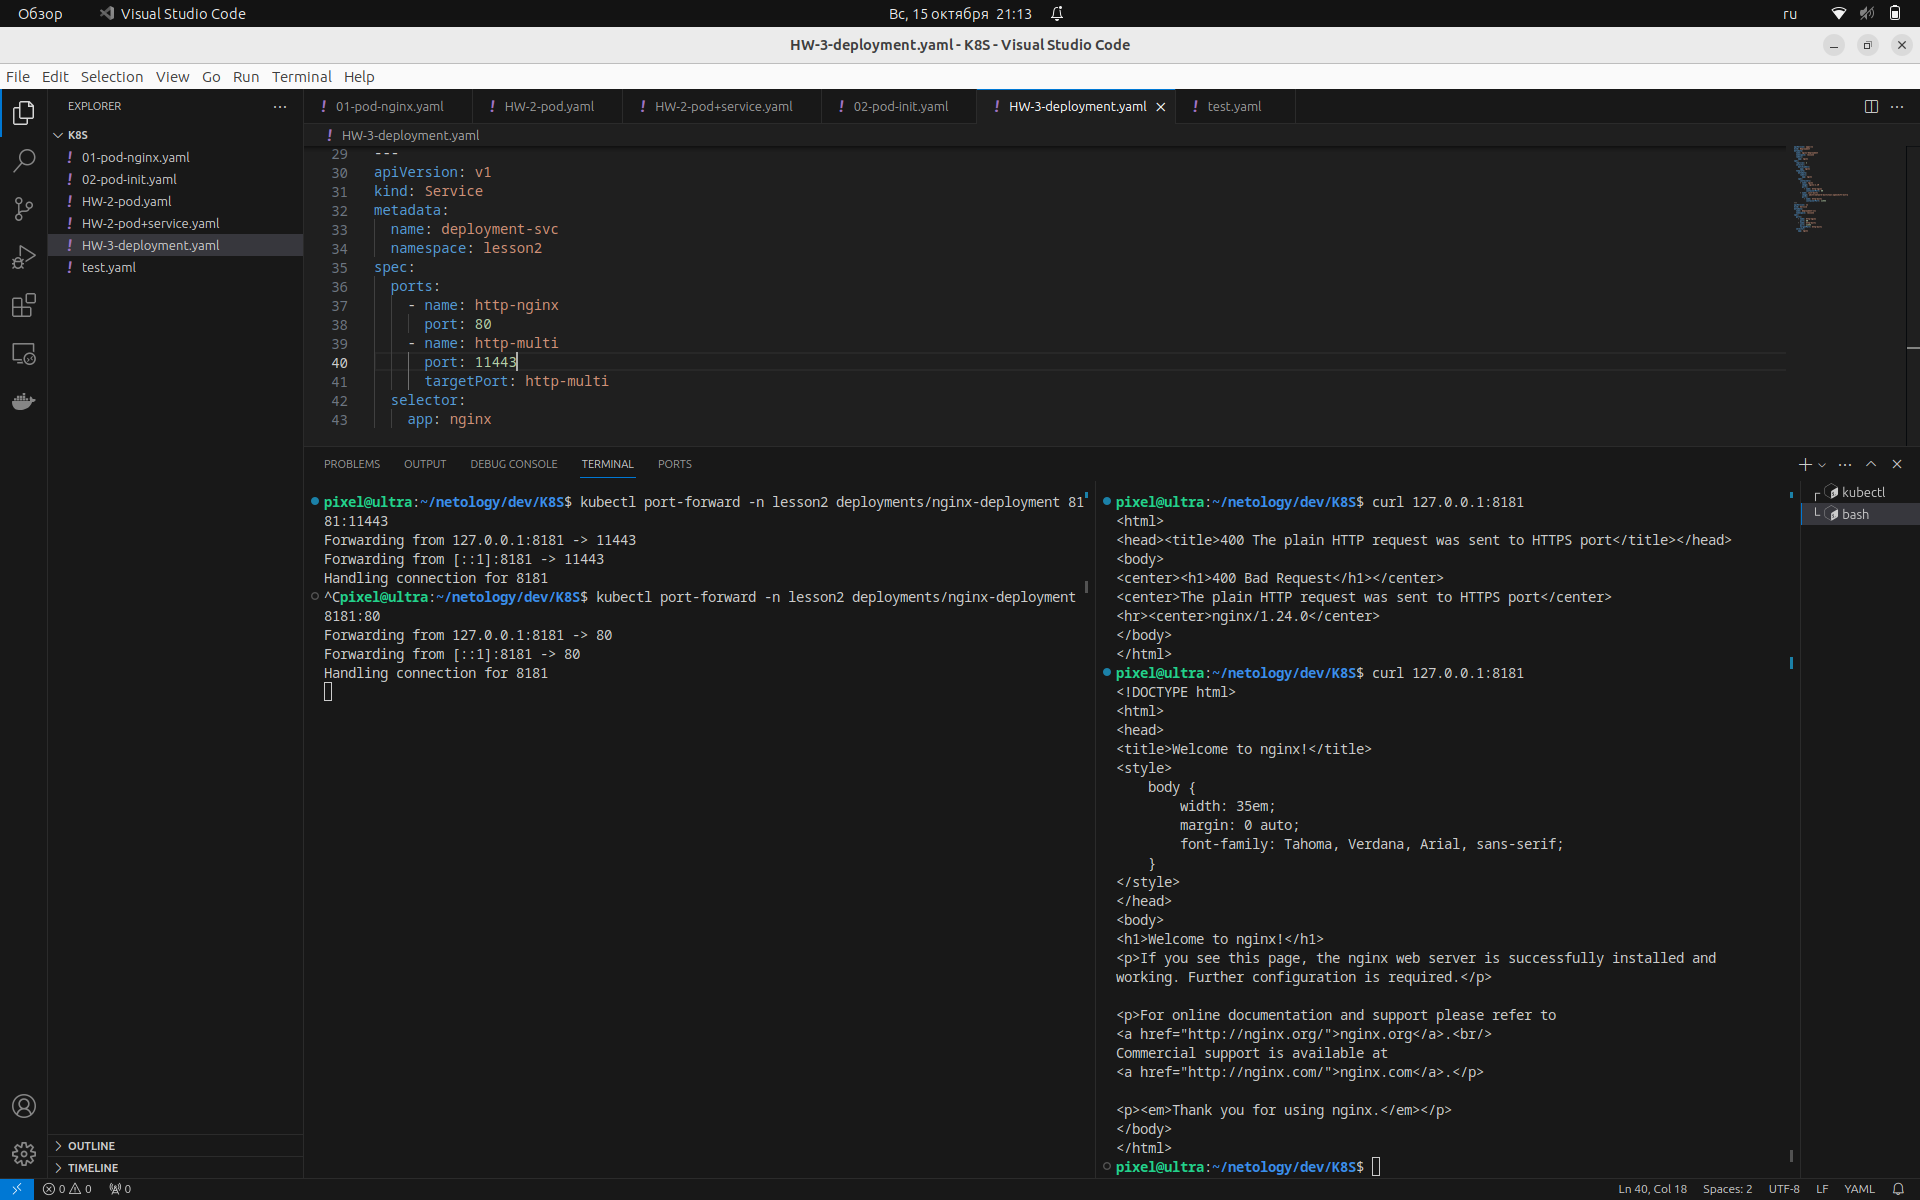 Обзор
Visual Studio Code
Вс, 15 октября 21:13
ru
HW-3-deployment.yaml - K8S - Visual Studio Code
File Edit Selection View Go Run Terminal Help
EXPLORER
K8S
01-pod-nginx.yaml
02-pod-init.yaml
HW-2-pod.yaml
HW-2-pod+service.yaml
HW-3-deployment.yaml
test.yaml
OUTLINE
TIMELINE
01-pod-nginx.yaml
HW-2-pod.yaml
HW-2-pod+service.yaml
02-pod-init.yaml
HW-3-deployment.yaml
test.yaml
HW-3-deployment.yaml
29 ---
30 apiVersion: v1
31 kind: Service
32 metadata:
33 name: deployment-svc
34 namespace: lesson2
35 spec:
36 ports:
37 - name: http-nginx
38 port: 80
39 - name: http-multi
40 port: 11443
41 targetPort: http-multi
42 selector:
43 app: nginx
PROBLEMS OUTPUT DEBUG CONSOLE TERMINAL PORTS
pixel@ultra:~/netology/dev/K8S$ kubectl port-forward -n lesson2 deployments/nginx-deployment 81
81:11443
Forwarding from 127.0.0.1:8181 -> 11443
Forwarding from [::1]:8181 -> 11443
Handling connection for 8181
^Cpixel@ultra:~/netology/dev/K8S$ kubectl port-forward -n lesson2 deployments/nginx-deployment
8181:80
Forwarding from 127.0.0.1:8181 -> 80
Forwarding from [::1]:8181 -> 80
Handling connection for 8181
pixel@ultra:~/netology/dev/K8S$ curl 127.0.0.1:8181
<html>
<head><title>400 The plain HTTP request was sent to HTTPS port</title></head>
<body>
<center><h1>400 Bad Request</h1></center>
<center>The plain HTTP request was sent to HTTPS port</center>
<hr><center>nginx/1.24.0</center>
</body>
</html>
pixel@ultra:~/netology/dev/K8S$ curl 127.0.0.1:8181
<!DOCTYPE html>
<html>
<head>
<title>Welcome to nginx!</title>
<style>
body {
width: 35em;
margin: 0 auto;
font-family: Tahoma, Verdana, Arial, sans-serif;
}
</style>
</head>
<body>
<h1>Welcome to nginx!</h1>
<p>If you see this page, the nginx web server is successfully installed and
working. Further configuration is required.</p>
<p>For online documentation and support please refer to
<a href="http://nginx.org/">nginx.org</a>.<br/>
Commercial support is available at
<a href="http://nginx.com/">nginx.com</a>.</p>
<p><em>Thank you for using nginx.</em></p>
</body>
</html>
pixel@ultra:~/netology/dev/K8S$
kubectl
bash
0 0 0
Ln 40, Col 18 Spaces: 2 UTF-8 LF YAML